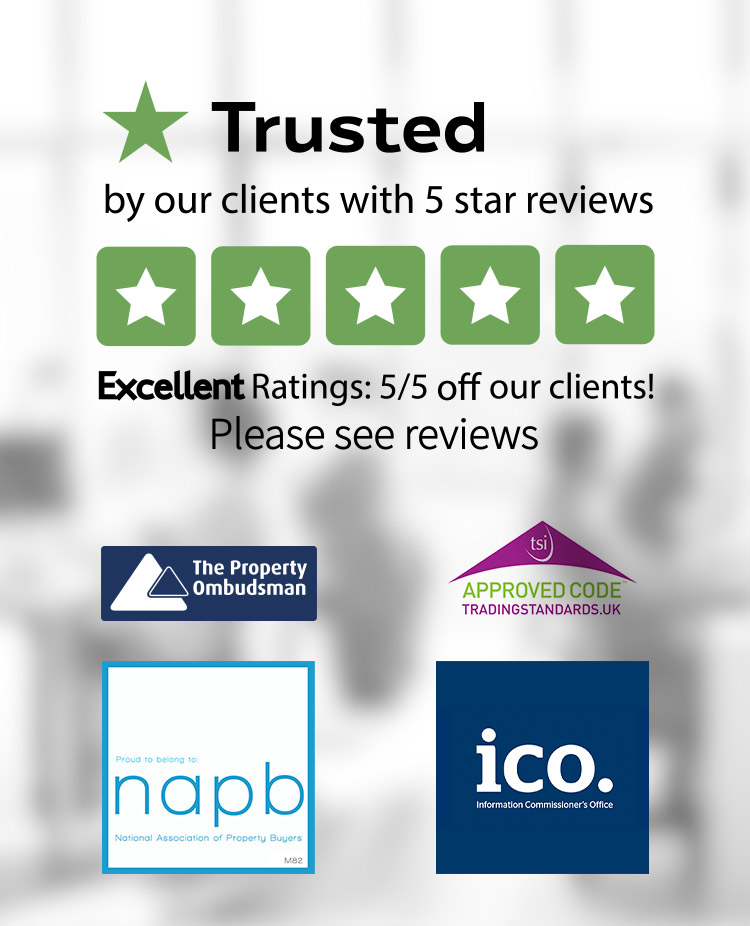 Trusted
by our clients with 5 star reviews
Excellent Ratings: 5/5 off our clients!
Please see reviews
The Property
Ombudsman
tsi
APPROVED CODE™
TRADINGSTANDARDS.UK
Proud to belong to:
napb
National Association of Property Buyers
M82
ico.
Information Commissioner's Office